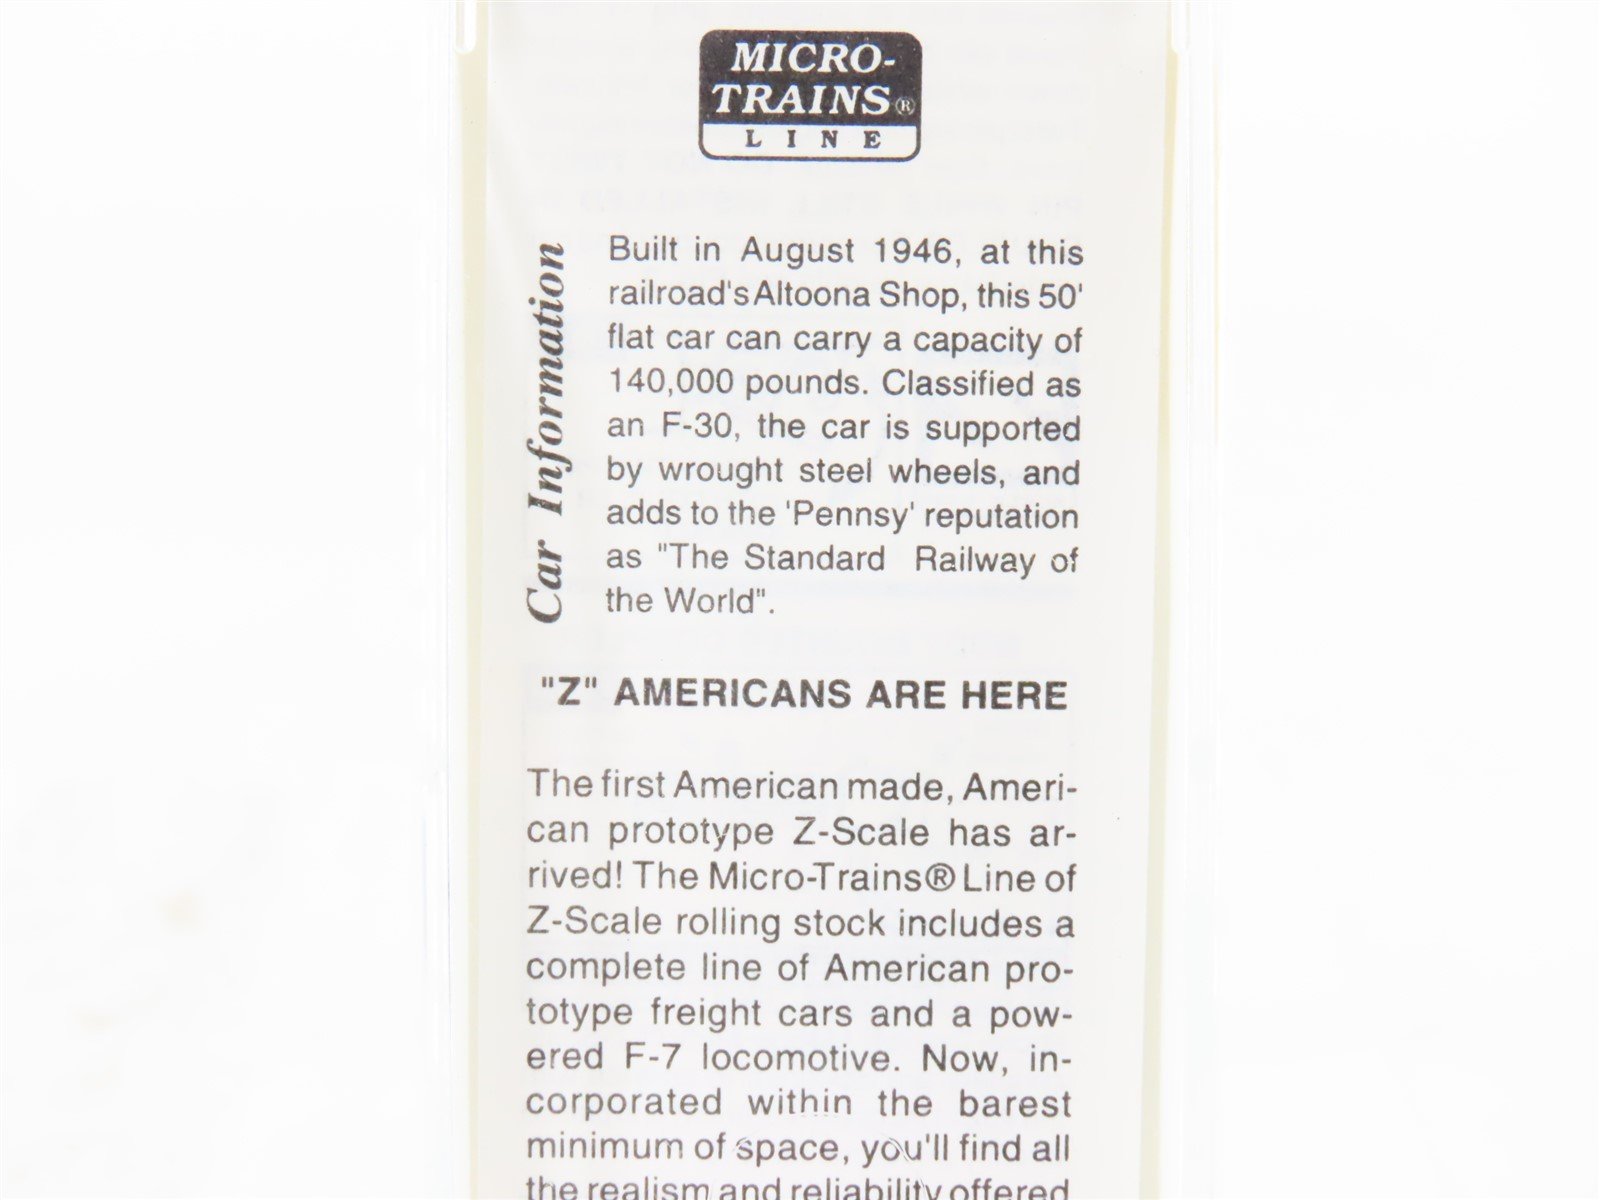 MICRO-
TRAINS®
LINE
Car Information
Built in August 1946, at this
railroad's Altoona Shop, this 50'
flat car can carry a capacity of
140,000 pounds. Classified as
an F-30, the car is supported
by wrought steel wheels, and
adds to the 'Pennsy' reputation
as "The Standard Railway of
the World".
"Z" AMERICANS ARE HERE
The first American made, Ameri-
can prototype Z-Scale has ar-
rived! The Micro-Trains® Line of
Z-Scale rolling stock includes a
complete line of American pro-
totype freight cars and a pow-
ered F-7 locomotive. Now, in-
corporated within the barest
minimum of space, you'll find all
the realism and reliability offered